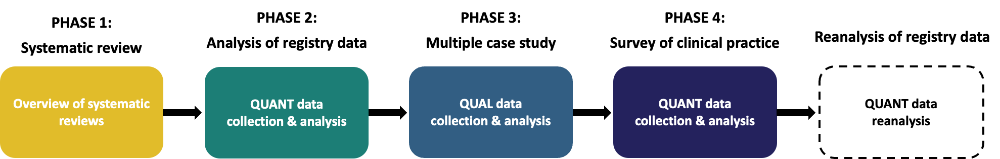 PHASE 1:
Systematic review
Overview of systematic
reviews
PHASE 2:
Analysis of registry data
QUANT data
collection & analysis
PHASE 3:
Multiple case study
QUAL data
collection & analysis
PHASE 4:
Survey of clinical practice
QUANT data
collection & analysis
Reanalysis of registry data
QUANT data
reanalysis